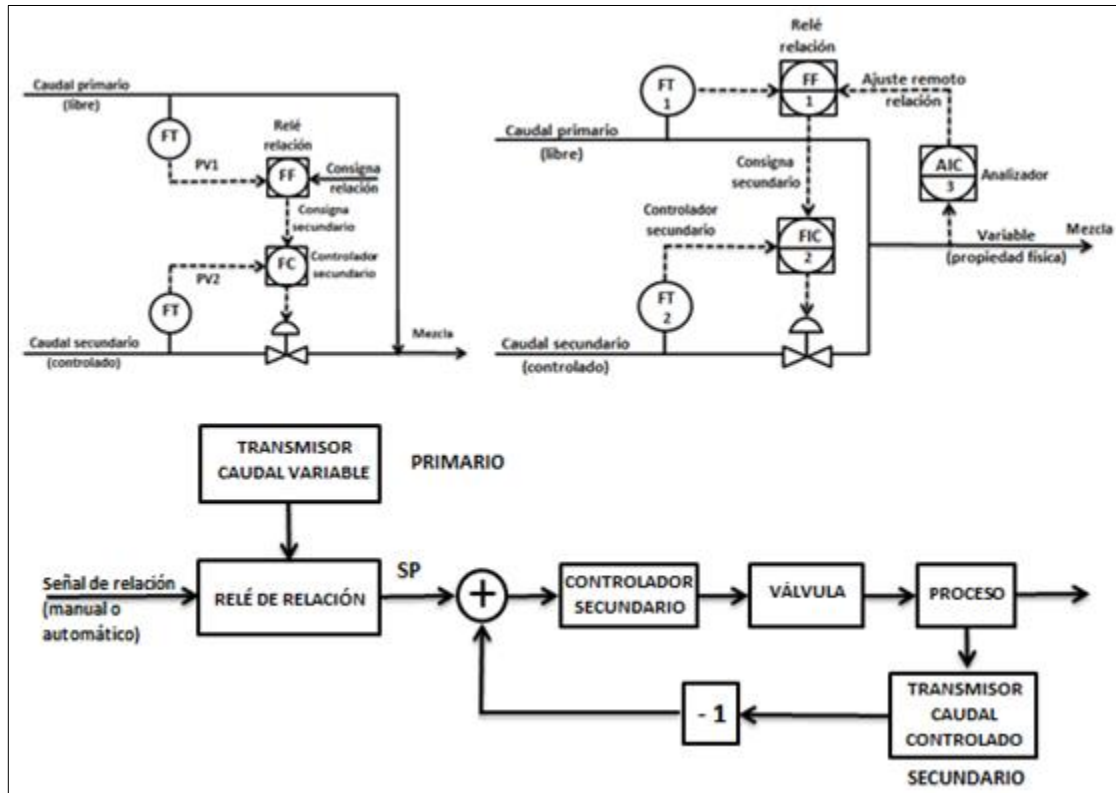 Caudal primario
(libre)
FT
PV1
Relé
relación
FF
Consigna
relación
Consigna
secundario
FC
Controlador
secundario
PV2
FT
Caudal secundario
(controlado)
Mezcla
Relé
relación
FT
1
FF
1
Ajuste remoto
relación
Caudal primario
(libre)
Consigna
secundario
AIC
3
Analizador
Controlador
secundario
FIC
2
Variable
(propiedad física)
Mezcla
FT
2
Caudal secundario
(controlado)
TRANSMISOR
CAUDAL VARIABLE
PRIMARIO
Señal de relación
(manual o
automático)
RELÉ DE RELACIÓN
SP
+
CONTROLADOR
SECUNDARIO
VÁLVULA
PROCESO
- 1
TRANSMISOR
CAUDAL
CONTROLADO
SECUNDARIO